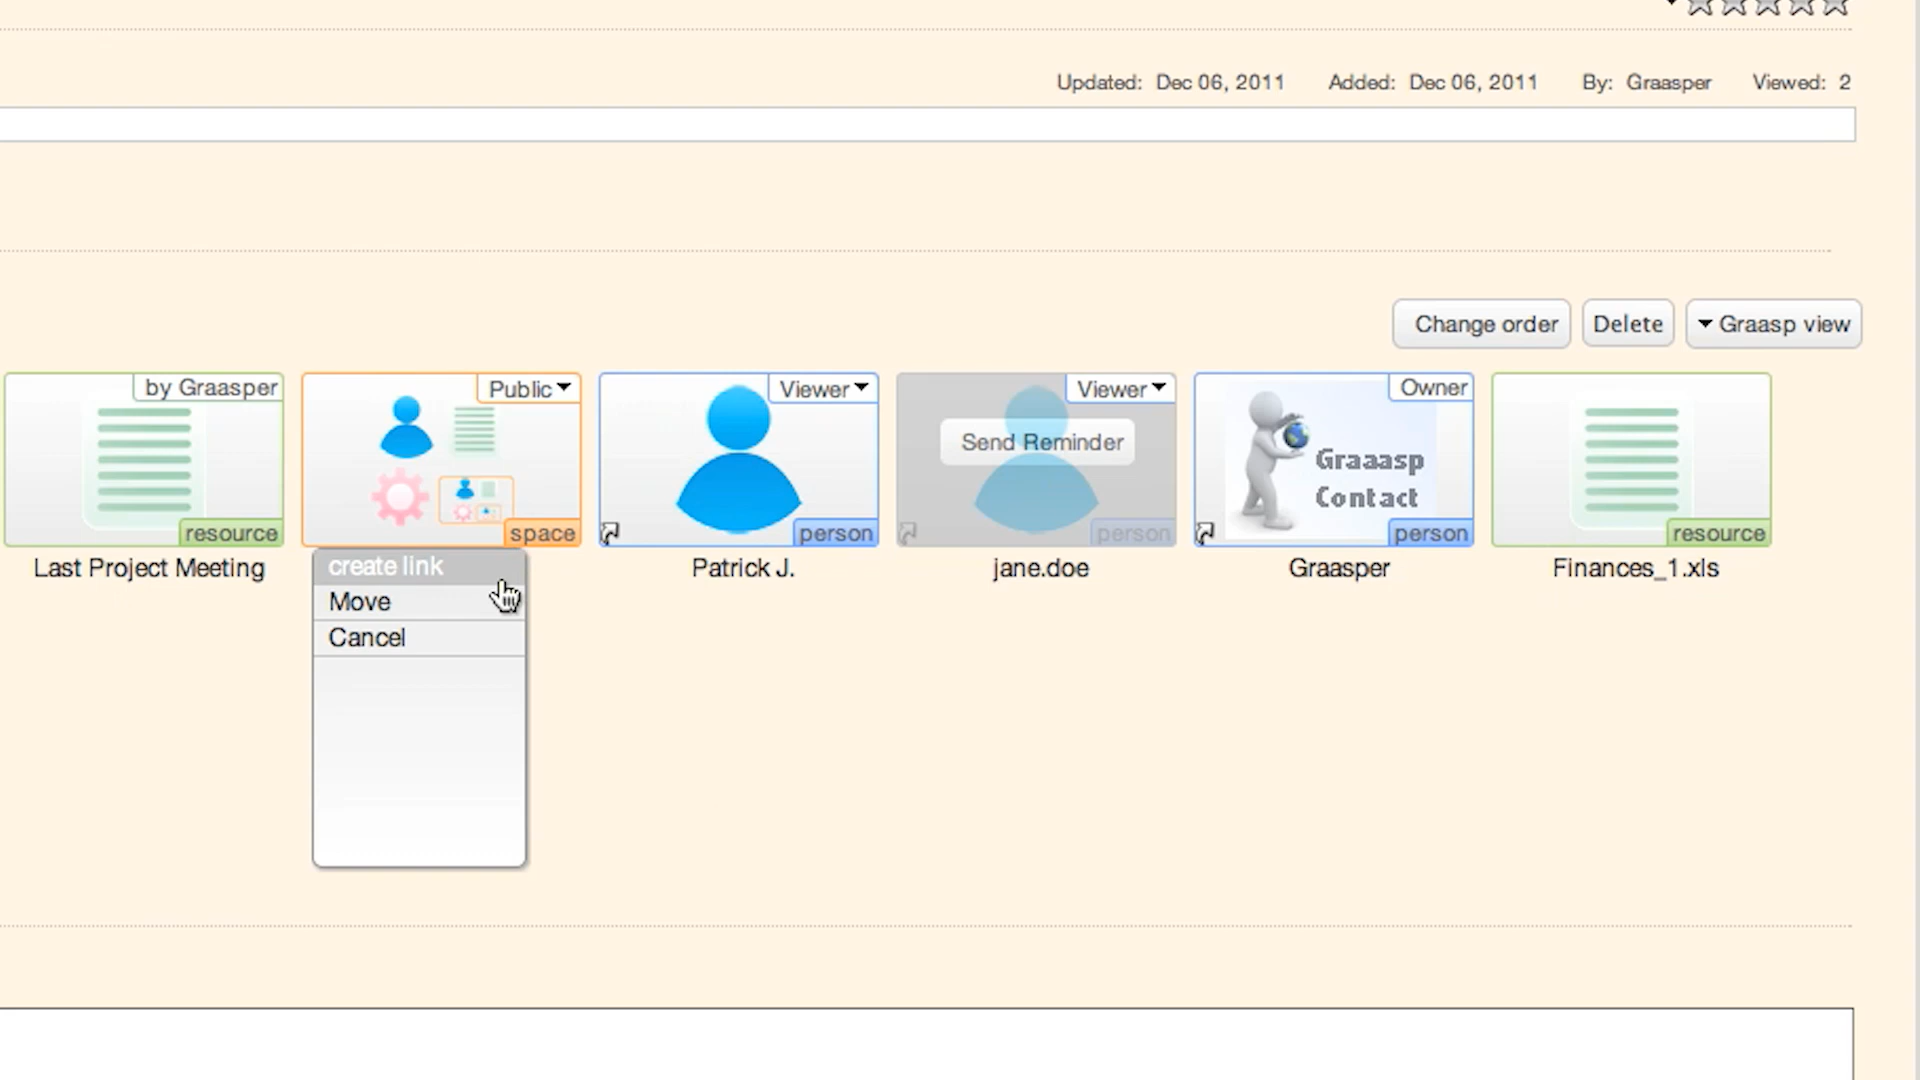 Updated: Dec 06, 2011 Added: Dec 06, 2011 By: Graasper Viewed: 2
Change order Delete Graasp view
by Graasper Public Viewer Viewer Owner
Send Reminder
Graaasp
Contact
resource space person person person resource
Last Project Meeting Patrick J. jane.doe Graasper Finances_1.xls
create link
Move
Cancel